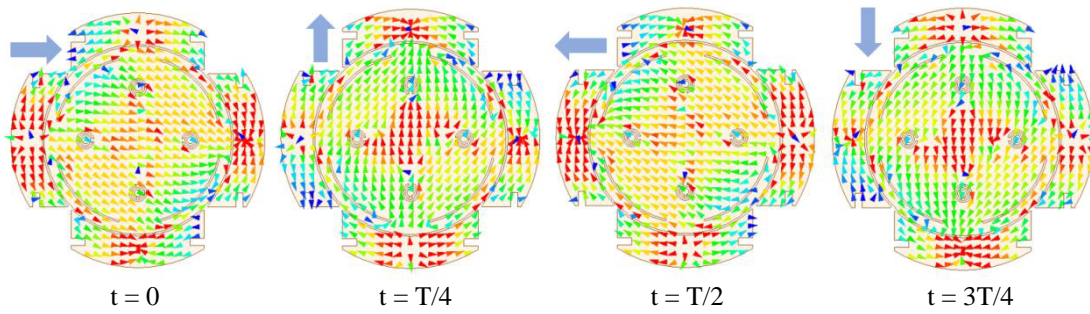 t = 0
t = T/4
t = T/2
t = 3T/4